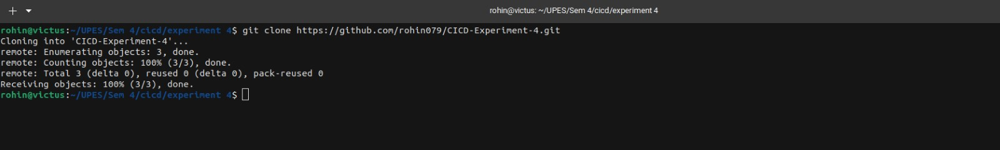 rohin@victus: ~/UPES/Sem 4/cicd/experiment 4
rohin@victus:~/UPES/Sem 4/cicd/experiment 4$ git clone https://github.com/rohin079/CICD-Experiment-4.git
Cloning into 'CICD-Experiment-4'...
remote: Enumerating objects: 3, done.
remote: Counting objects: 100% (3/3), done.
remote: Total 3 (delta 0), reused 0 (delta 0), pack-reused 0
Receiving objects: 100% (3/3), done.
rohin@victus:~/UPES/Sem 4/cicd/experiment 4$